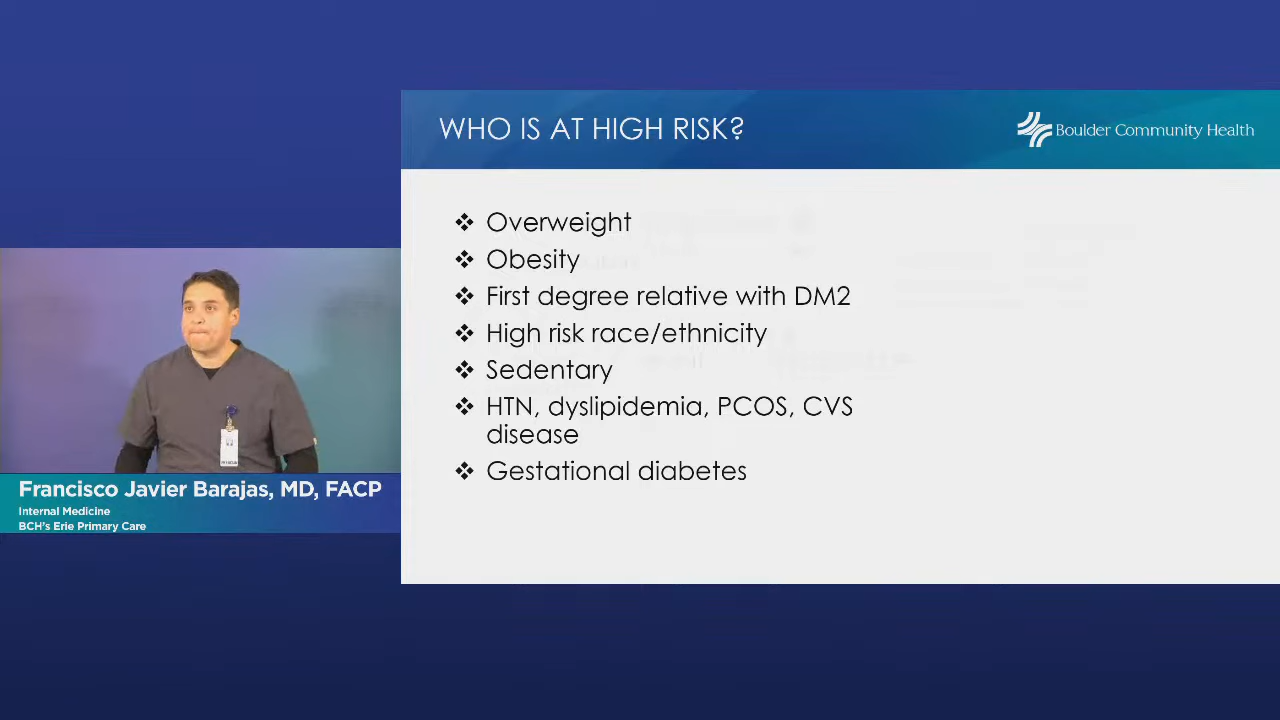 WHO IS AT HIGH RISK?
Boulder Community Health
❖ Overweight
❖ Obesity
❖ First degree relative with DM2
❖ High risk race/ethnicity
❖ Sedentary
❖ HTN, dyslipidemia, PCOS, CVS
disease
❖ Gestational diabetes
Francisco Javier Barajas, MD, FACP
Internal Medicine
BCH's Erie Primary Care